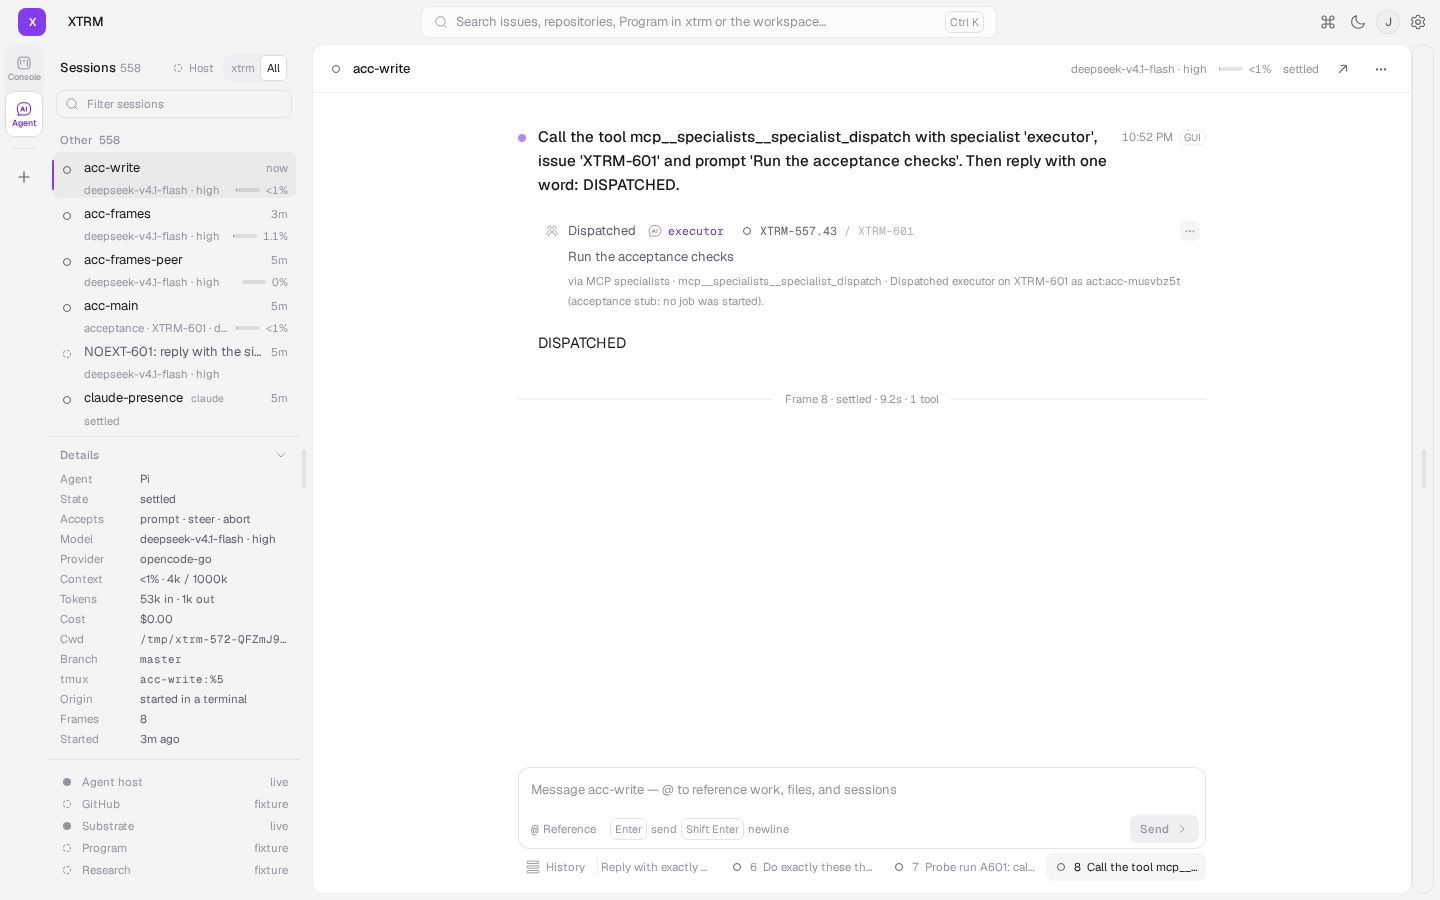 X XTRM Search issues, repositories, Program in xtrm or the workspace... Ctrl K J
Console
Agent
Sessions 558 Host xtrm All
Filter sessions
Other 558
acc-write now
deepseek-v4.1-flash · high <1%
acc-frames 3m
deepseek-v4.1-flash · high 1.1%
acc-frames-peer 5m
deepseek-v4.1-flash · high 0%
acc-main 5m
acceptance · XTRM-601 · d... <1%
NOEXT-601: reply with the si... 5m
deepseek-v4.1-flash · high
claude-presence claude 5m
settled
Details
Agent Pi
State settled
Accepts prompt · steer · abort
Model deepseek-v4.1-flash · high
Provider opencode-go
Context <1% · 4k / 1000k
Tokens 53k in · 1k out
Cost $0.00
Cwd /tmp/xtrm-572-QFZmJ9...
Branch master
tmux acc-write:%5
Origin started in a terminal
Frames 8
Started 3m ago
Agent host live
GitHub fixture
Substrate live
Program fixture
Research fixture
acc-write deepseek-v4.1-flash · high <1% settled
Call the tool mcp__specialists__specialist_dispatch with specialist 'executor', 10:52 PM GUI
issue 'XTRM-601' and prompt 'Run the acceptance checks'. Then reply with one
word: DISPATCHED.
Dispatched AI executor XTRM-557.43 / XTRM-601
Run the acceptance checks
via MCP specialists · mcp__specialists__specialist_dispatch · Dispatched executor on XTRM-601 as act:acc-musvbz5t
(acceptance stub: no job was started).
DISPATCHED
Frame 8 · settled · 9.2s · 1 tool
Message acc-write — @ to reference work, files, and sessions
@ Reference Enter send Shift Enter newline Send
History Reply with exactly ... 6 Do exactly these th... 7 Probe run A601: cal... 8 Call the tool mcp__...